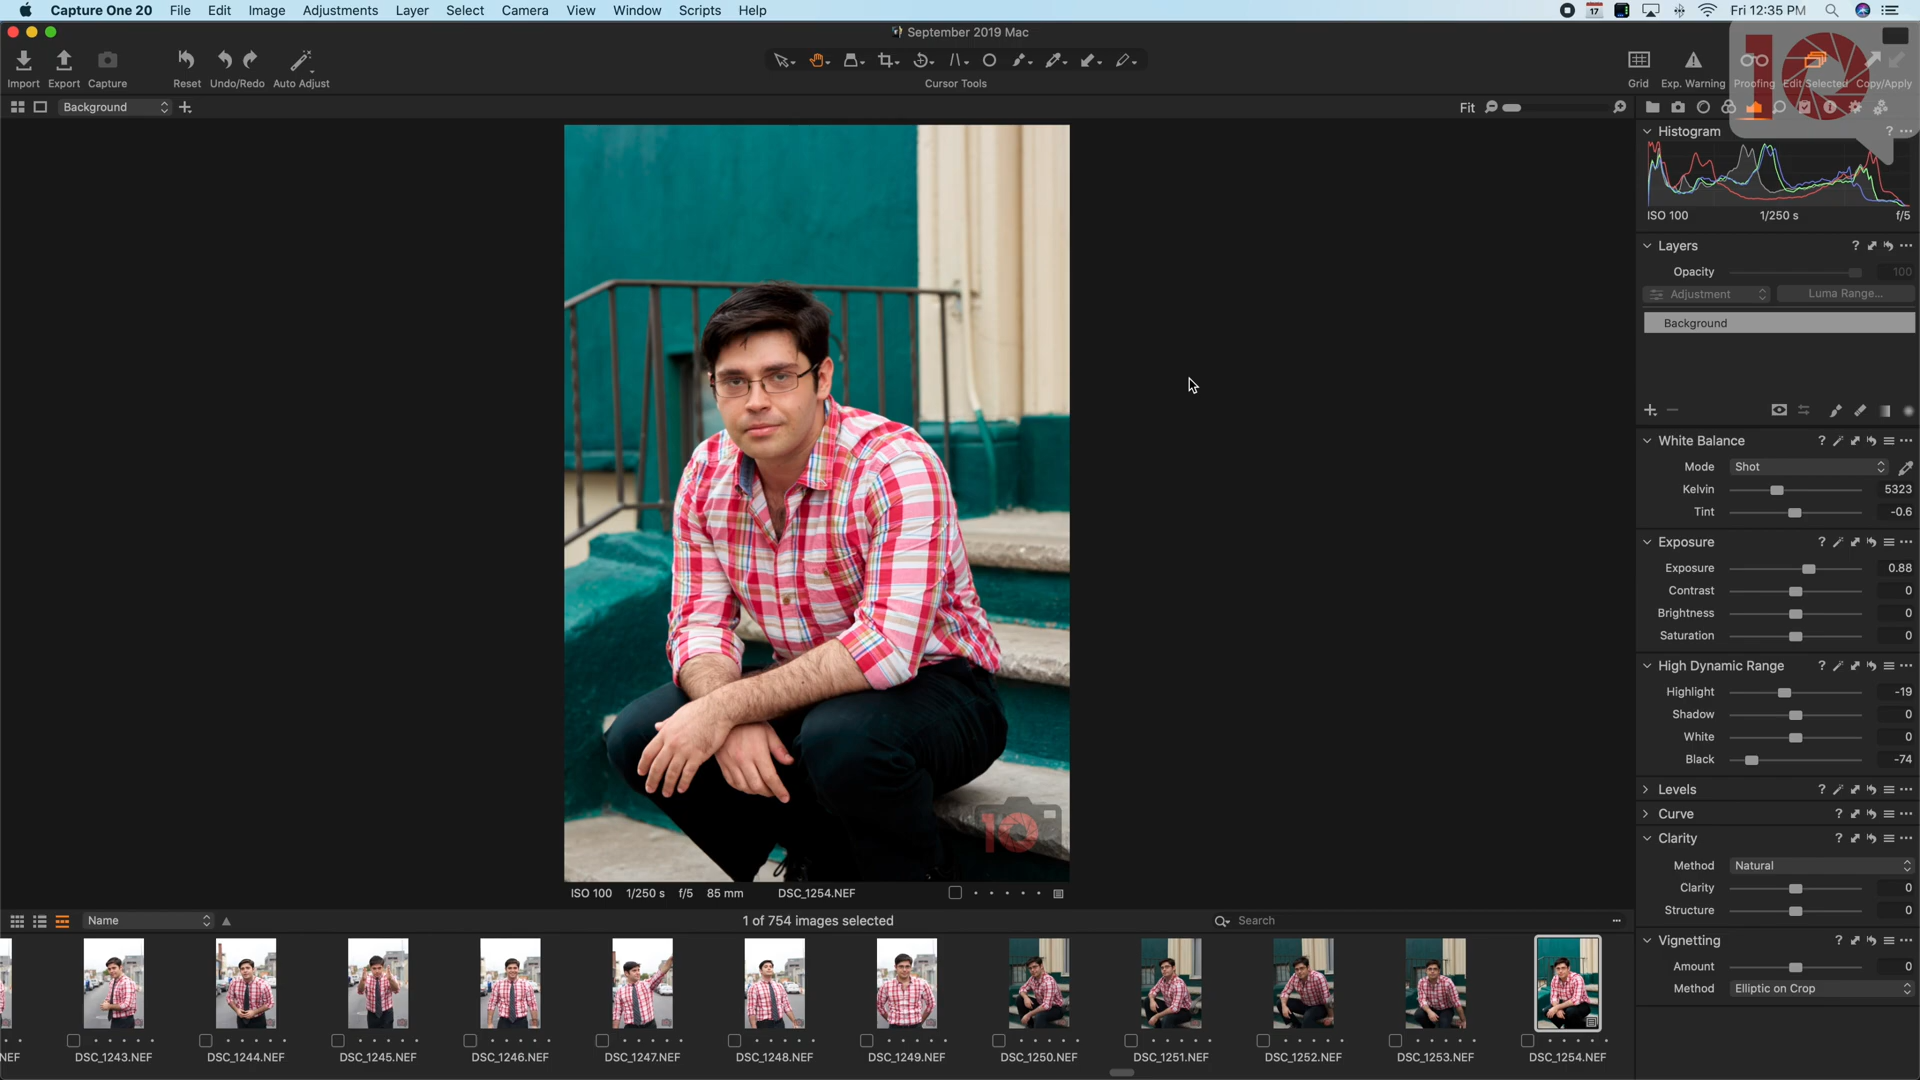 Capture One 20 File Edit Image Adjustments Layer Select Camera View Window Scripts Help
17 Fri 12:35 PM
September 2019 Mac
Import Export Capture Reset Undo/Redo Auto Adjust Cursor Tools Grid Exp. Warning Proofing Edit Selected Copy/Apply
Background Fit
10
Histogram ?
ISO 100 1/250 s f/5
Layers ?
Opacity 100
Adjustment Luma Range...
Background
White Balance ?
Mode Shot
Kelvin 5323
Tint -0.6
Exposure ?
Exposure 0.88
Contrast 0
Brightness 0
Saturation 0
High Dynamic Range ?
Highlight -19
Shadow 0
White 0
Black -74
Levels ?
Curve ?
Clarity ?
Method Natural
Clarity 0
Structure 0
Vignetting ?
Amount 0
Method Elliptic on Crop
10
ISO 100 1/250 s f/5 85 mm DSC_1254.NEF
Name 1 of 754 images selected Search
NEF DSC_1243.NEF DSC_1244.NEF DSC_1245.NEF DSC_1246.NEF DSC_1247.NEF DSC_1248.NEF DSC_1249.NEF DSC_1250.NEF DSC_1251.NEF DSC_1252.NEF DSC_1253.NEF DSC_1254.NEF